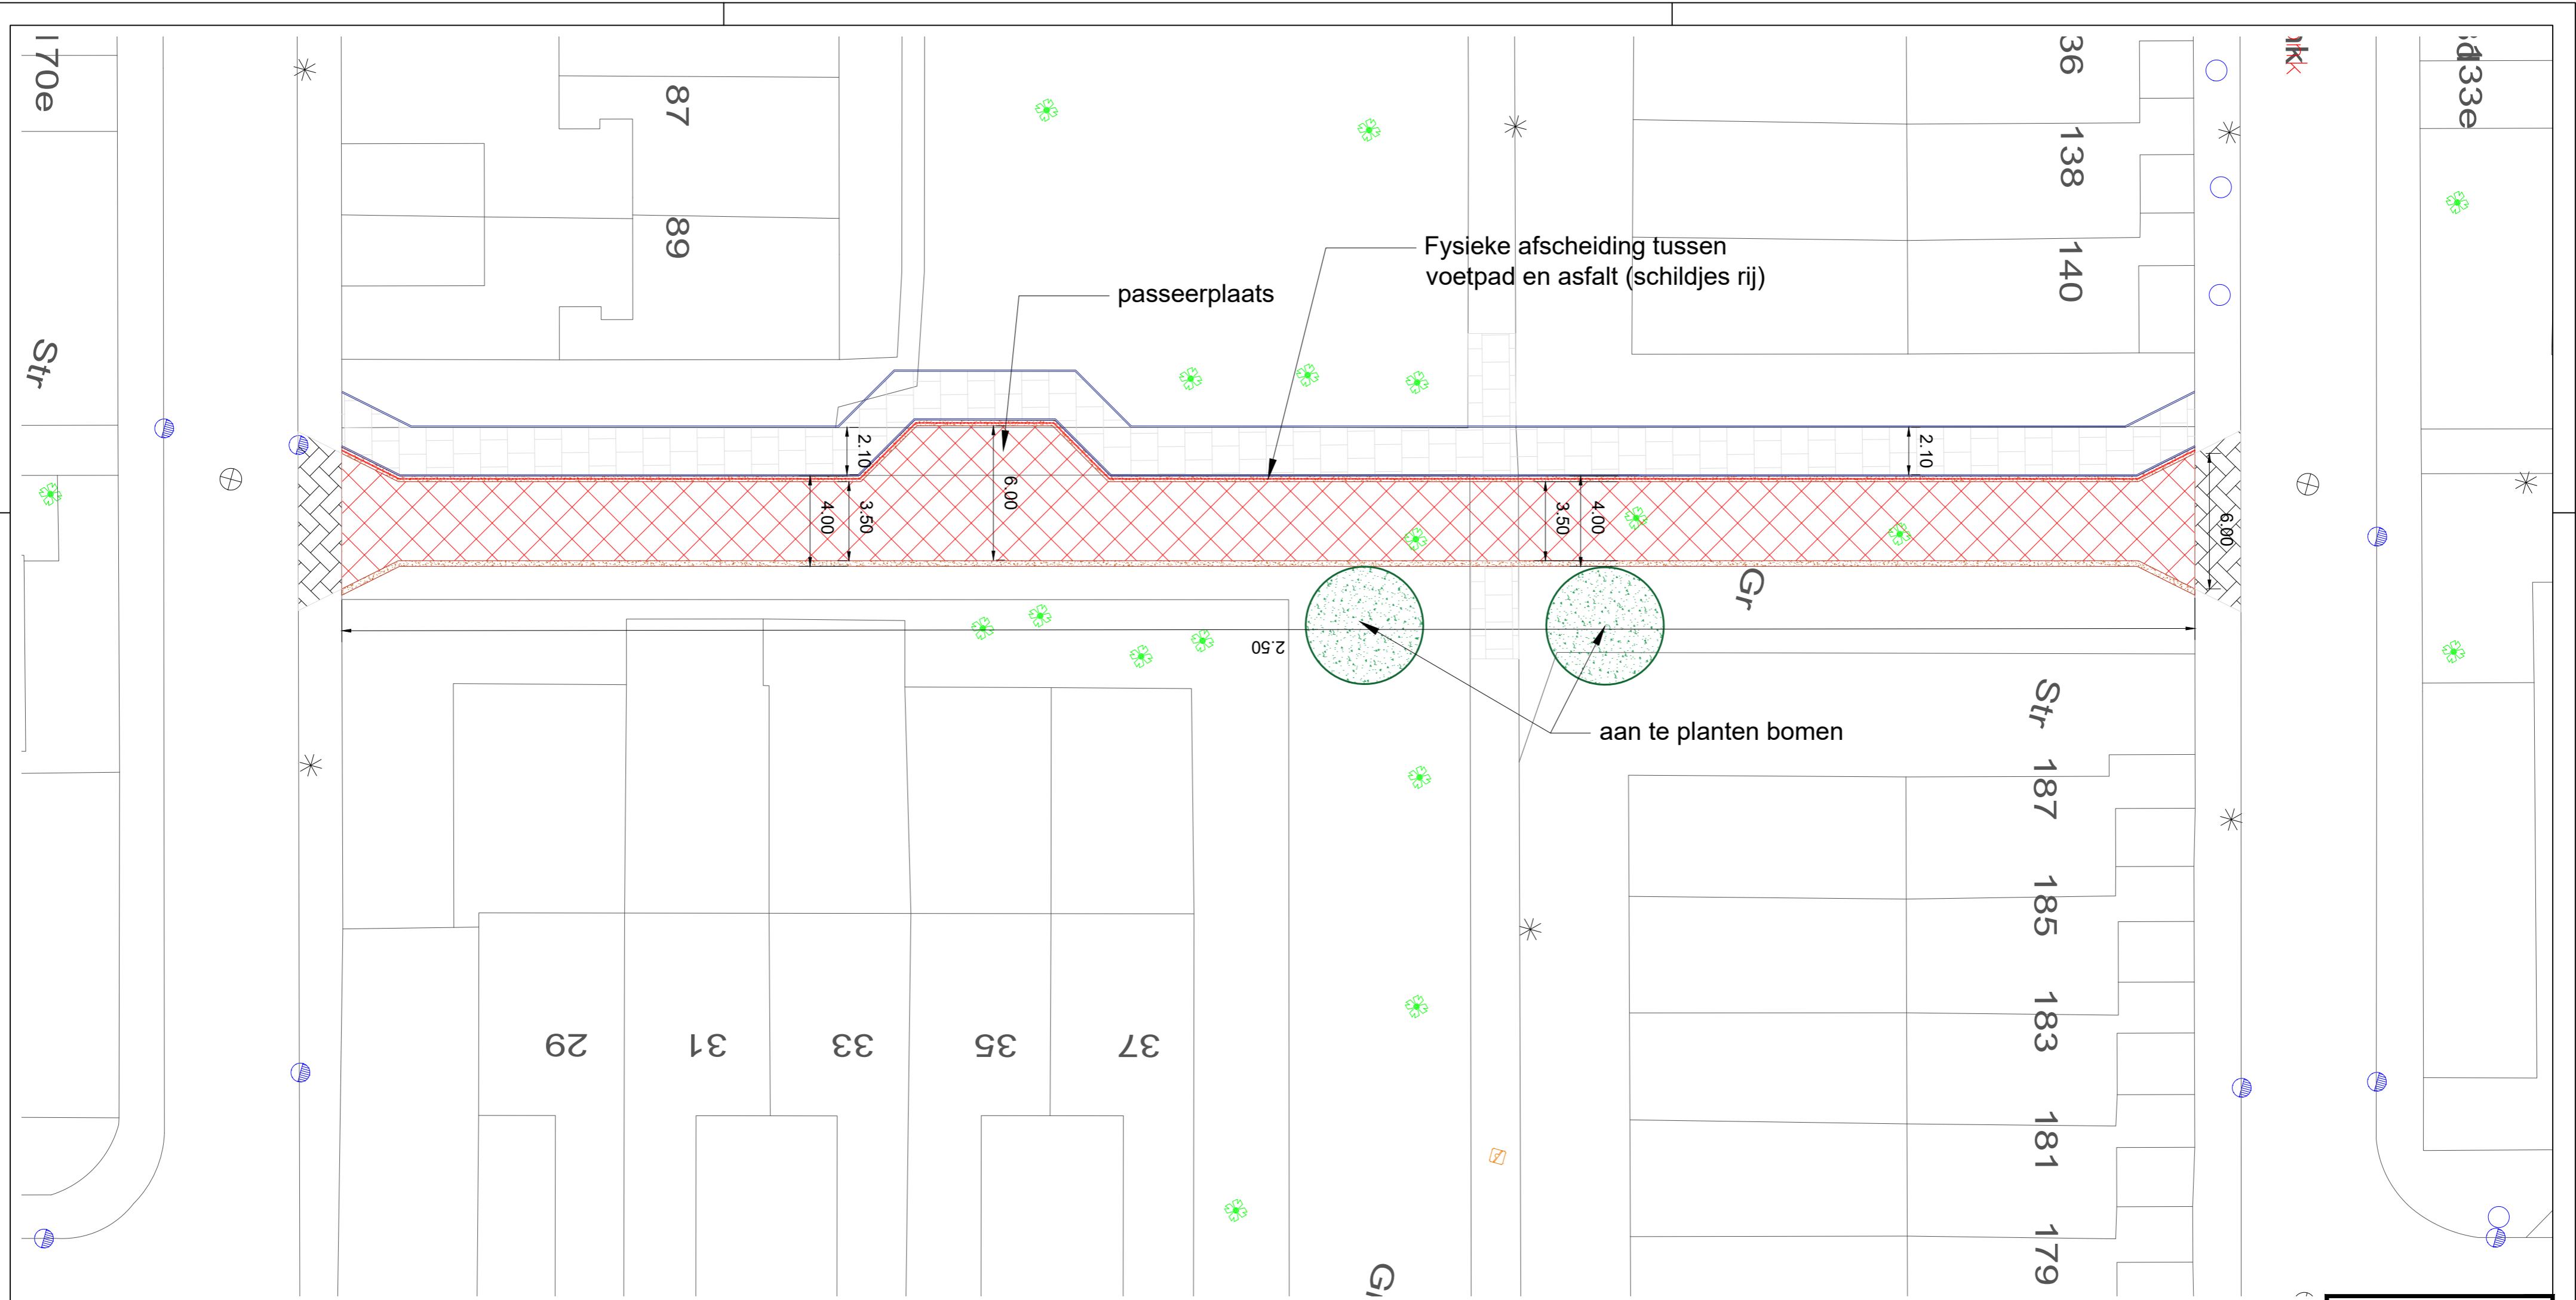 170e
87
89
36
138
140
133e
Str
Fysieke afscheiding tussen
voetpad en asfalt (schildjes rij)
passeerplaats
2.10
2.10
6.00
3.50
4.00
3.50
4.00
6.00
Gr
2.50
Str
aan te planten bomen
187
185
183
181
179
29
31
33
35
37